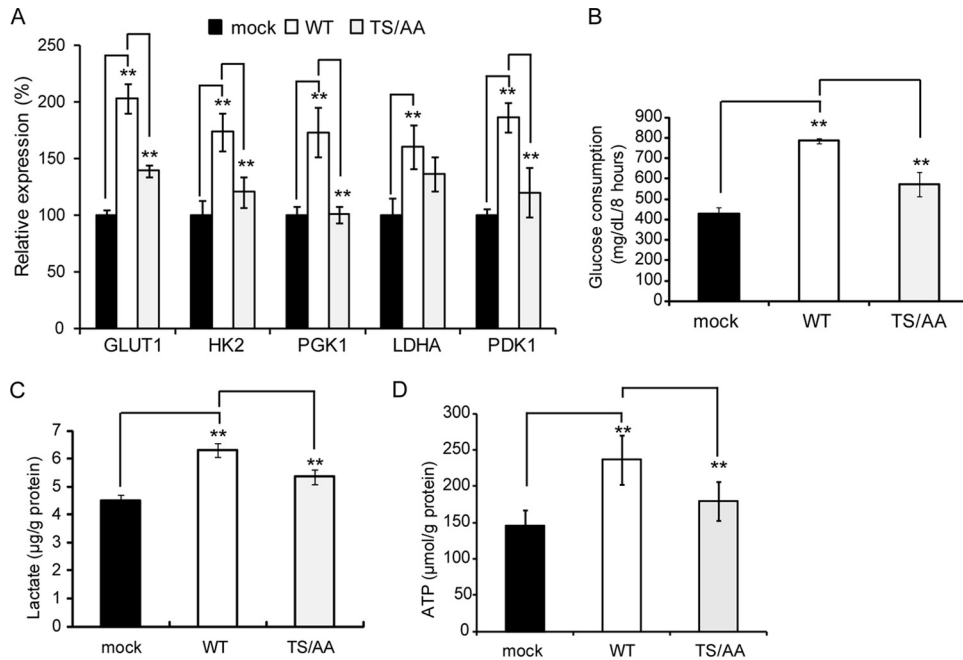 A
mock WT TS/AA
Relative expression (%)
250
200
150
100
50
0
** ** ** ** **
** ** ** **
GLUT1 HK2 PGK1 LDHA PDK1
B
Glucose consumption
(mg/dL/8 hours)
900
800
700
600
500
400
300
200
100
0
**
**
mock WT TS/AA
C
Lactate (µg/g protein)
7
6
5
4
3
2
1
0
**
**
mock WT TS/AA
D
ATP (µmol/g protein)
300
250
200
150
100
50
0
**
**
mock WT TS/AA